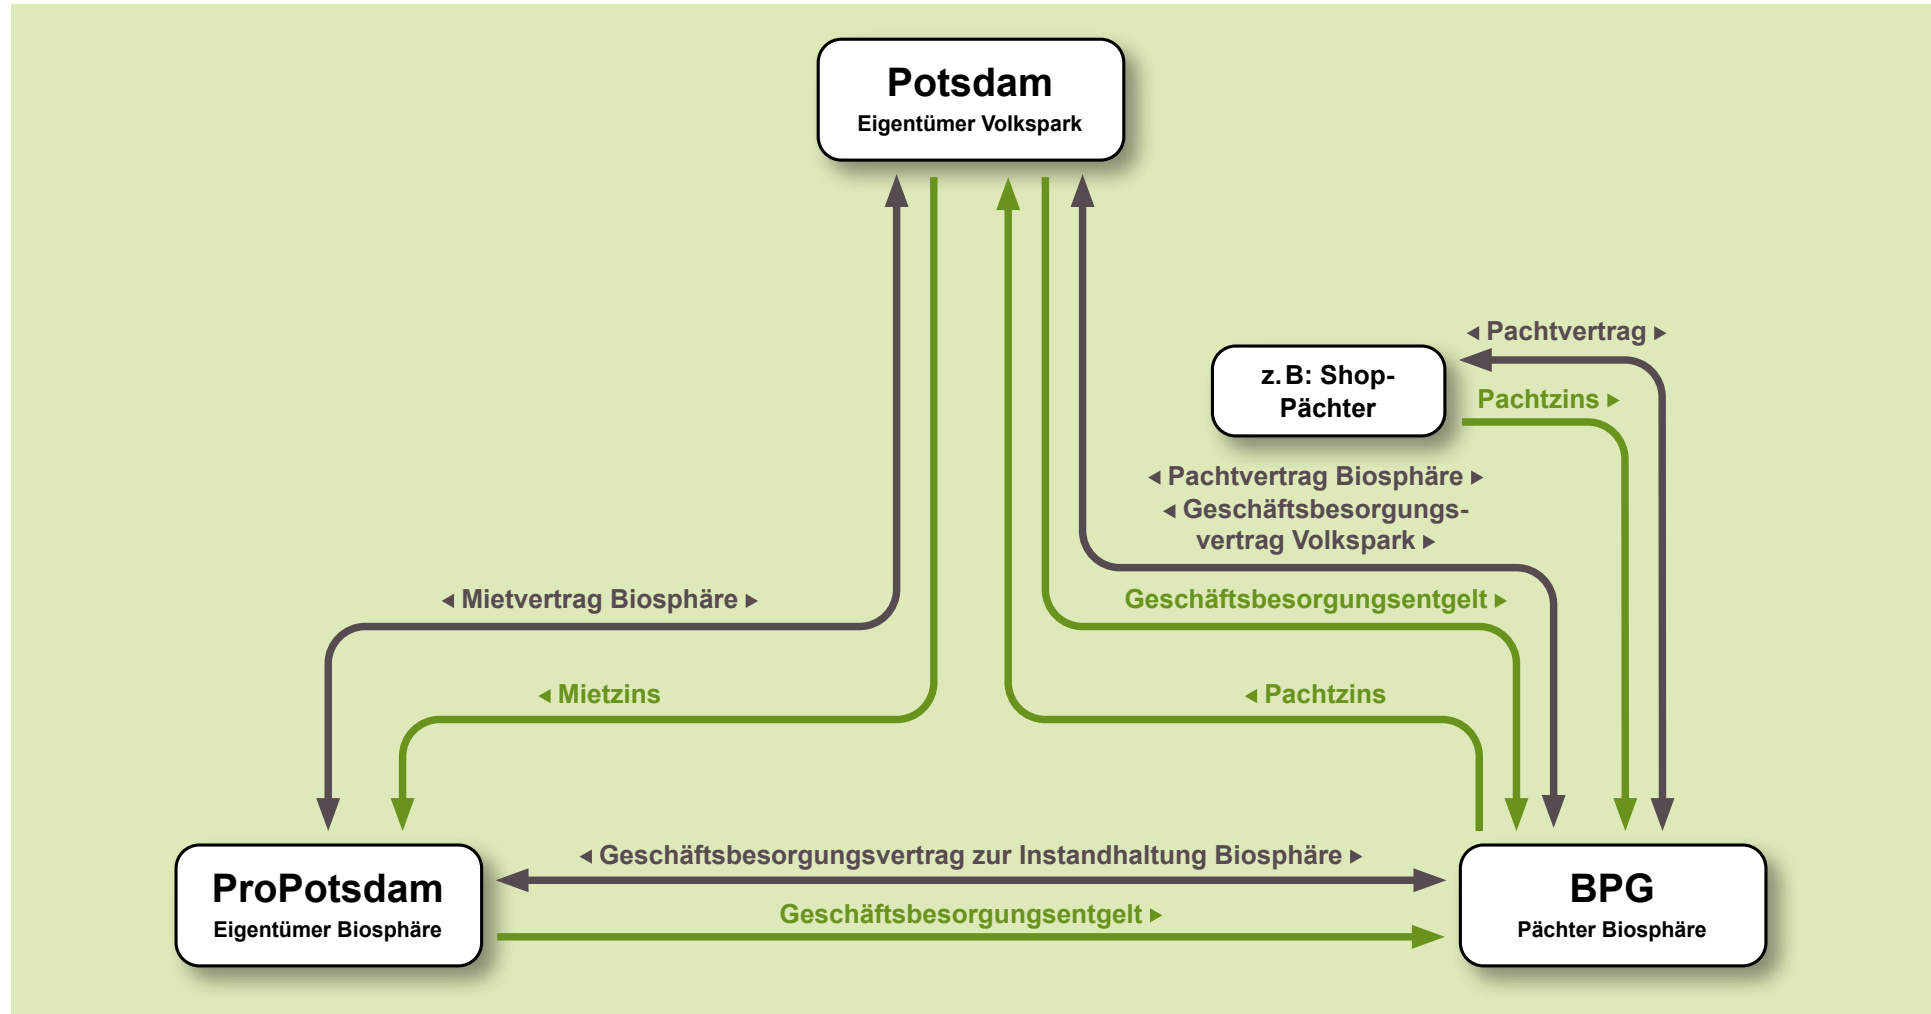 Potsdam
Eigentümer Volkspark
◂ Pachtvertrag ▸
z. B: Shop-
Pächter
Pachtzins ▸
◂ Pachtvertrag Biosphäre ▸
◂ Geschäftsbesorgungs-
vertrag Volkspark ▸
◂ Mietvertrag Biosphäre ▸
Geschäftsbesorgungsentgelt ▸
◂ Mietzins
◂ Pachtzins
◂ Geschäftsbesorgungsvertrag zur Instandhaltung Biosphäre ▸
Geschäftsbesorgungsentgelt ▸
ProPotsdam
Eigentümer Biosphäre
BPG
Pächter Biosphäre